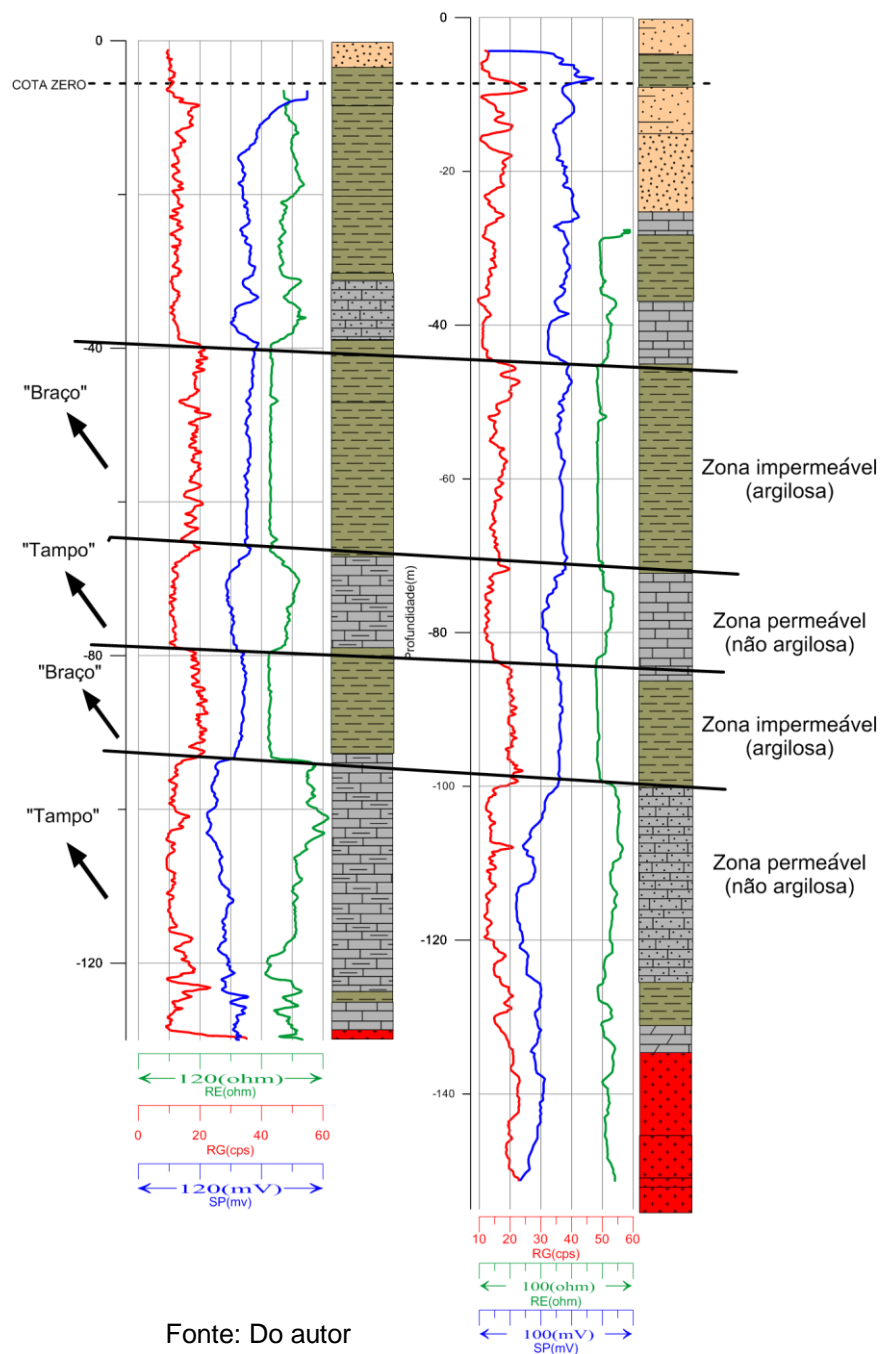 0
COTA ZERO
-40
"Braço"
"Tampo"
-80
"Braço"
"Tampo"
-120
120(ohm)
RE(ohm)
0 20 40 60
RG(cps)
120(mV)
SP(mv)
0
-20
-40
-60
Profundidade(m)
-80
-100
-120
-140
Zona impermeável
(argilosa)
Zona permeável
(não argilosa)
Zona impermeável
(argilosa)
Zona permeável
(não argilosa)
10 20 30 40 50 60
RG(cps)
100(ohm)
RE(ohm)
100(mV)
SP(mV)
Fonte: Do autor